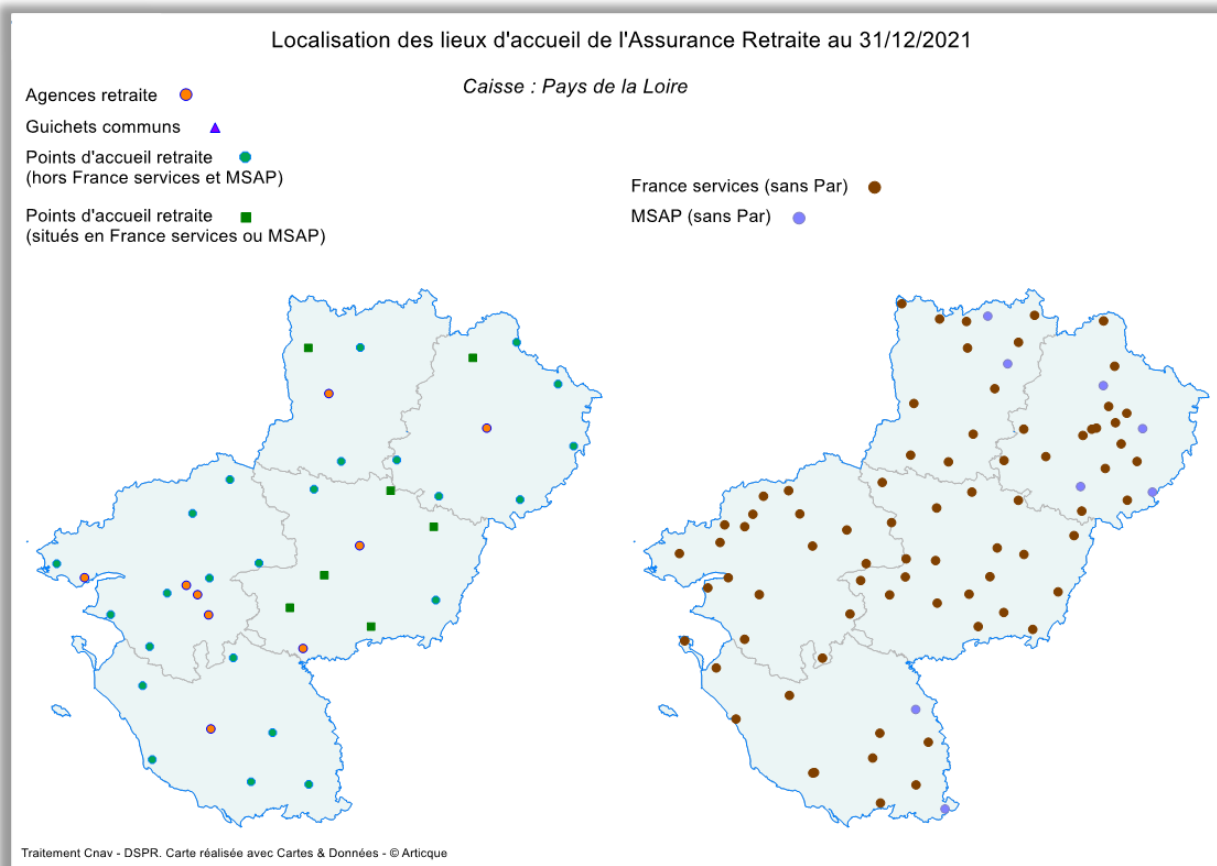 Localisation des lieux d'accueil de l'Assurance Retraite au 31/12/2021
Caisse : Pays de la Loire
Agences retraite
Guichets communs
Points d'accueil retraite
(hors France services et MSAP)
Points d'accueil retraite
(situés en France services ou MSAP)
France services (sans Par)
MSAP (sans Par)
Traitement Cnav - DSPR. Carte réalisée avec Cartes & Données - © Articque